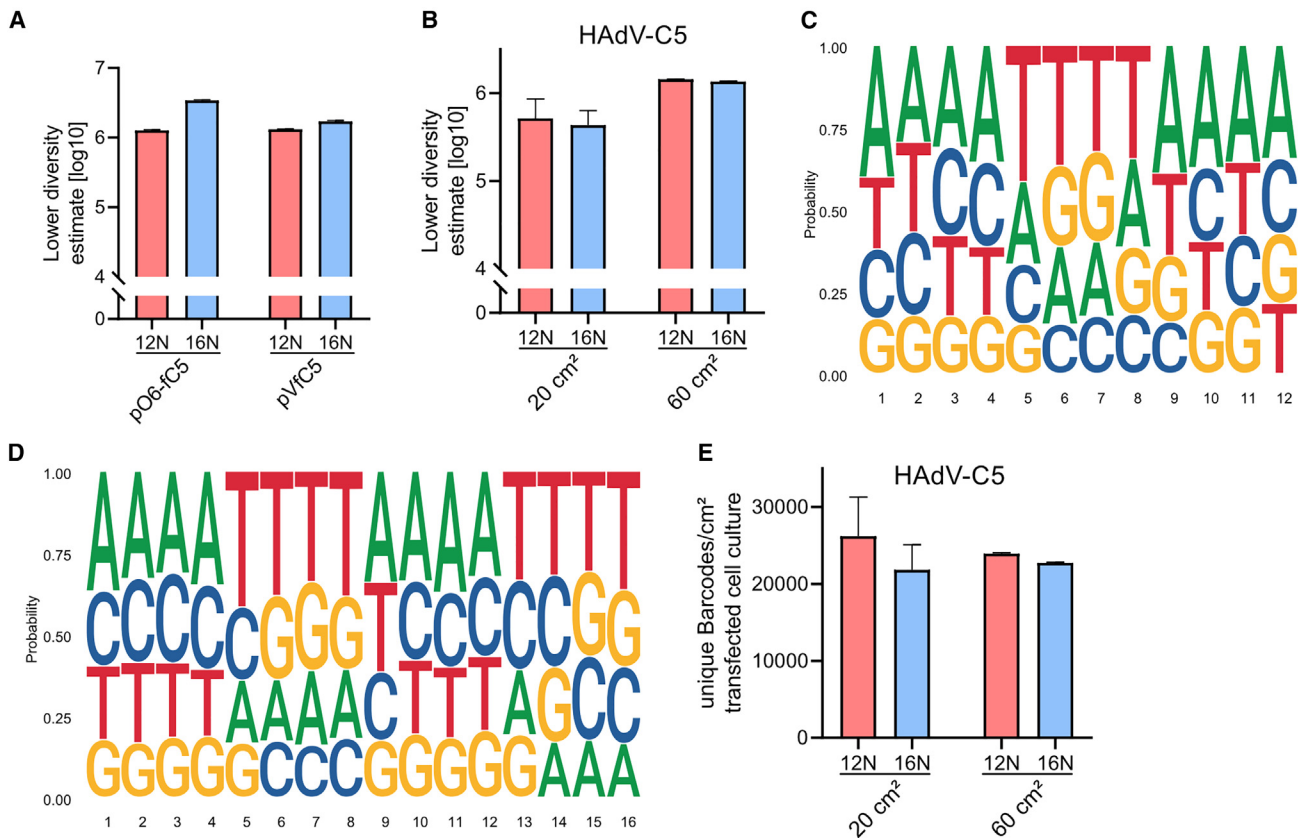 A
Lower diversity
estimate [log10]
7
6
5
4
0
12N 16N 12N 16N
pO6-fC5 pVfC5
B
HAdV-C5
Lower diversity
estimate [log10]
6
5
4
0
12N 16N 12N 16N
20 cm² 60 cm²
C
Probability
1.00
0.75
0.50
0.25
0.00
A A A A T T T T A A A A
T T C C A G G A T C T C
C C T T C A A G G T C G
G G G G G C C C C G G T
1 2 3 4 5 6 7 8 9 10 11 12
D
Probability
1.00
0.75
0.50
0.25
0.00
A A A A T T T T A A A A T T T T
C C C C C G G G T C C C C C G G
T T T T A A A A C T T T A G C C
G G G G G C C C G G G G G A A A
1 2 3 4 5 6 7 8 9 10 11 12 13 14 15 16
E
HAdV-C5
unique Barcodes/cm²
transfected cell culture
30000
20000
10000
0
12N 16N 12N 16N
20 cm² 60 cm²